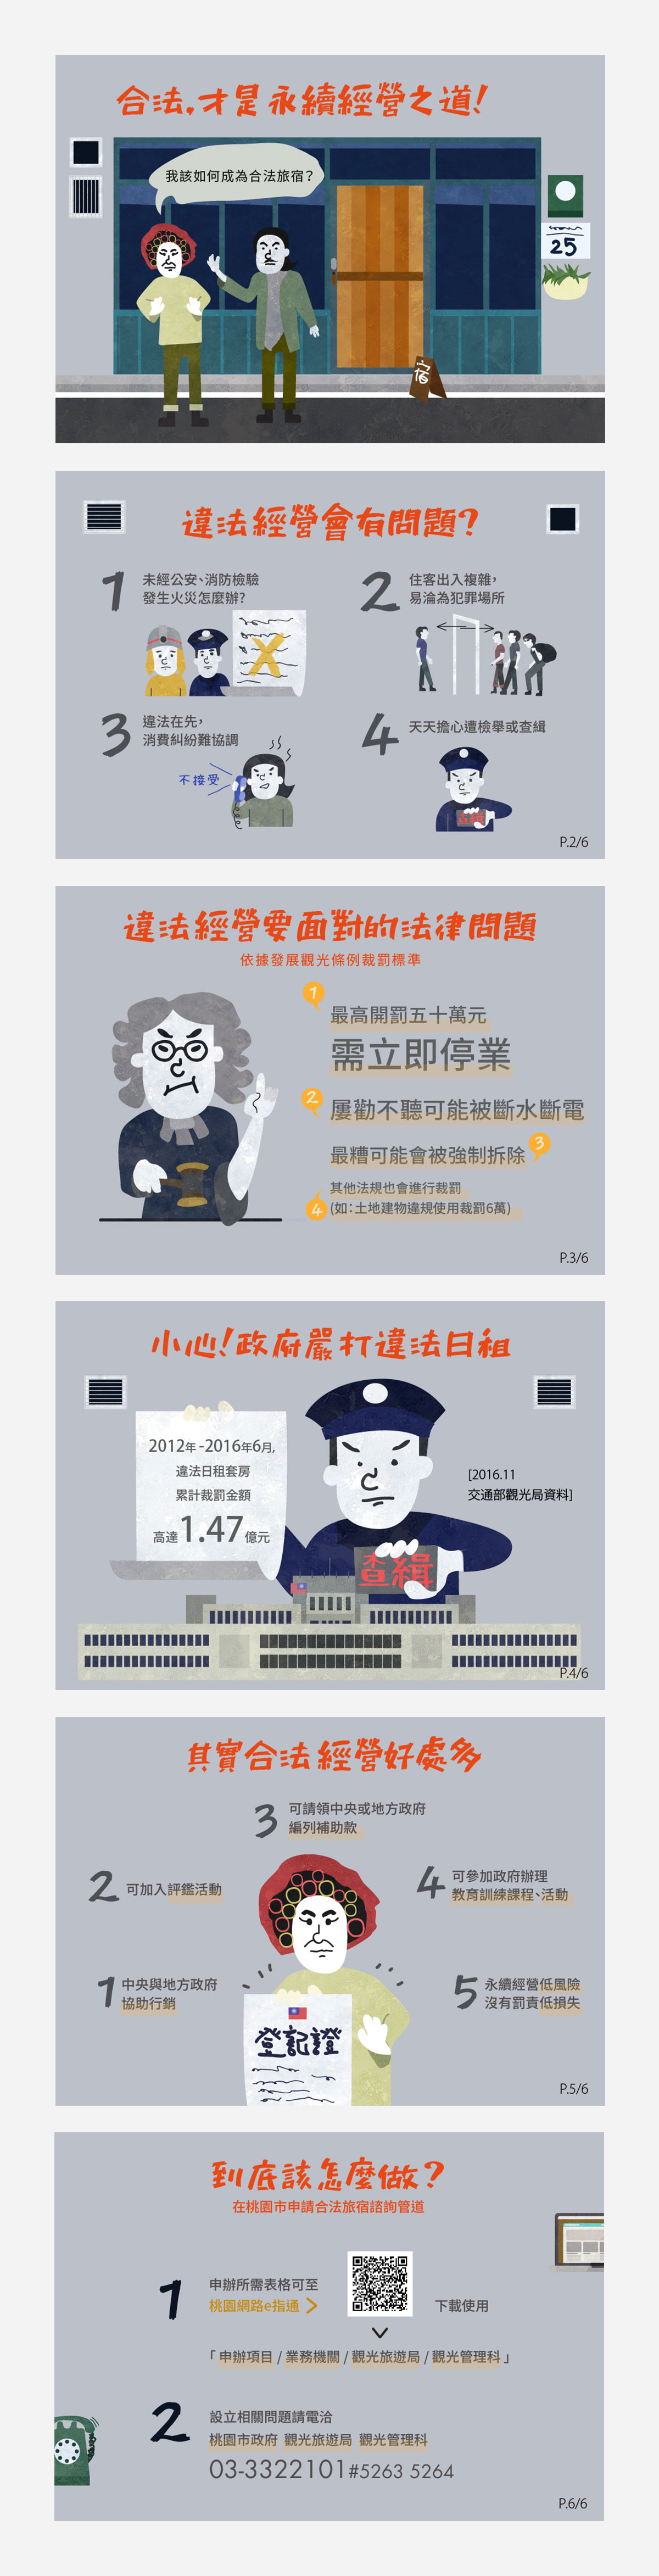 合法,才是永續經營之道!
我該如何成為合法旅宿?
25
宿
違法經營會有問題?
1
未經公安、消防檢驗
發生火災怎麼辦?
2
住客出入複雜,
易淪為犯罪場所
3
違法在先,
消費糾紛難協調
不接受
4
天天擔心遭檢舉或查緝
查緝
P.2/6
違法經營要面對的法律問題
依據發展觀光條例裁罰標準
1
最高開罰五十萬元
需立即停業
2
屢勸不聽可能被斷水斷電
最糟可能會被強制拆除
3
其他法規也會進行裁罰
4
(如:土地建物違規使用裁罰6萬)
P.3/6
小心!政府嚴打違法日租
2012年-2016年6月,
違法日租套房
累計裁罰金額
高達1.47億元
[2016.11
交通部觀光局資料]
查緝
P.4/6
其實合法經營好處多
3
可請領中央或地方政府
編列補助款
2 可加入評鑑活動
4
可參加政府辦理
教育訓練課程、活動
1
中央與地方政府
協助行銷
5
永續經營低風險
沒有罰責低損失
登記證
P.5/6
到底該怎麼做?
在桃園市申請合法旅宿諮詢管道
1
申辦所需表格可至
桃園網路e指通 >
下載使用
「申辦項目/業務機關/觀光旅遊局/觀光管理科」
2
設立相關問題請電洽
桃園市政府 觀光旅遊局 觀光管理科
03-3322101#5263 5264
P.6/6